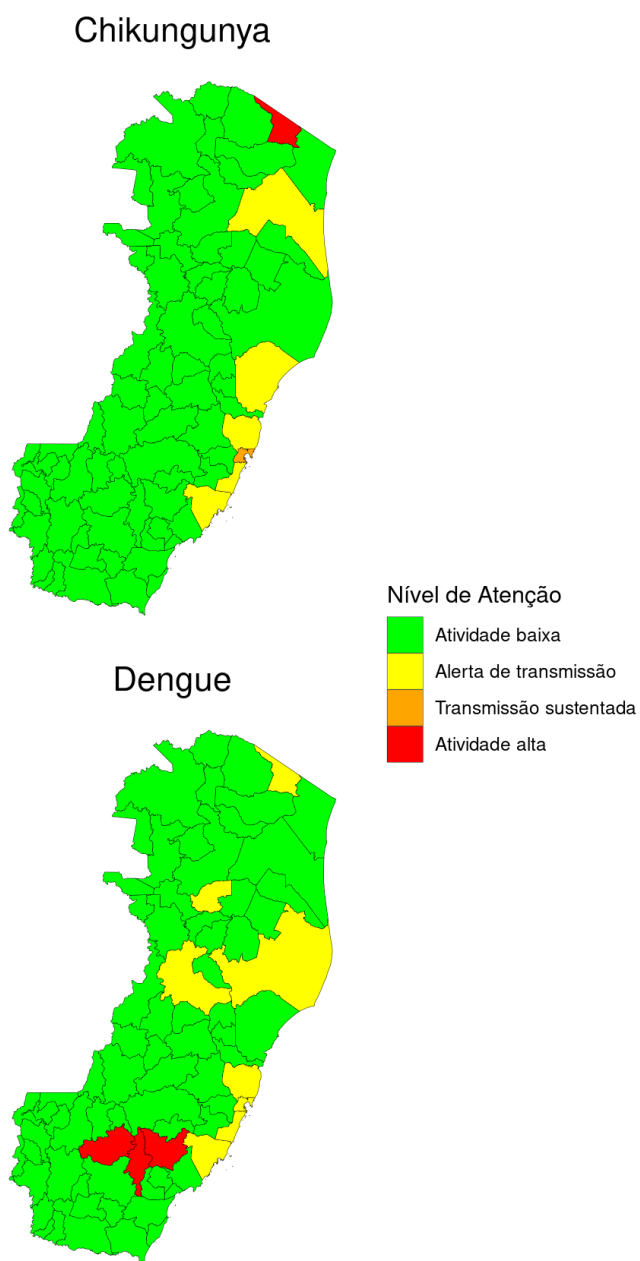 Chikungunya
Nível de Atenção
Atividade baixa
Alerta de transmissão
Transmissão sustentada
Atividade alta
Dengue